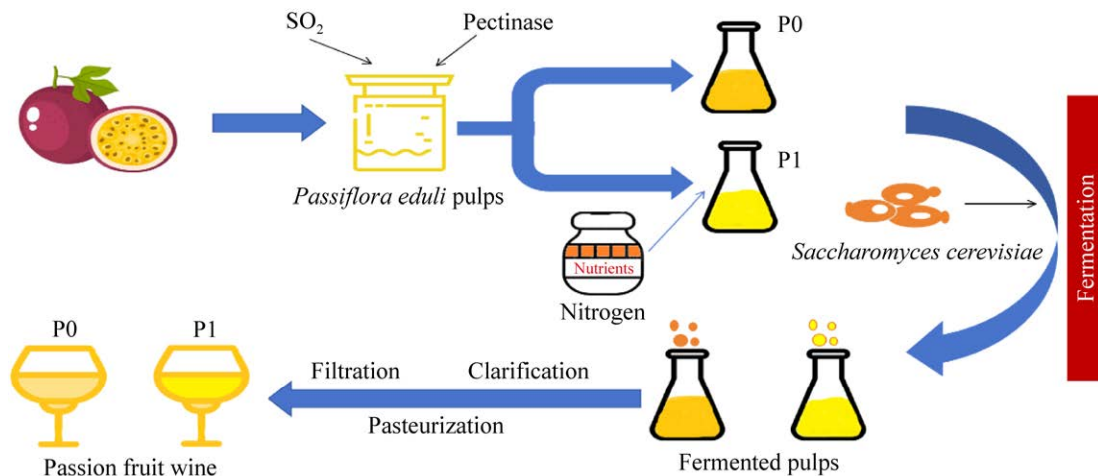 SO₂
Pectinase
P0
Passiflora eduli pulps
P1
Nutrients
Nitrogen
Saccharomyces cerevisiae
Fermentation
P0
P1
Filtration
Clarification
Pasteurization
Passion fruit wine
Fermented pulps